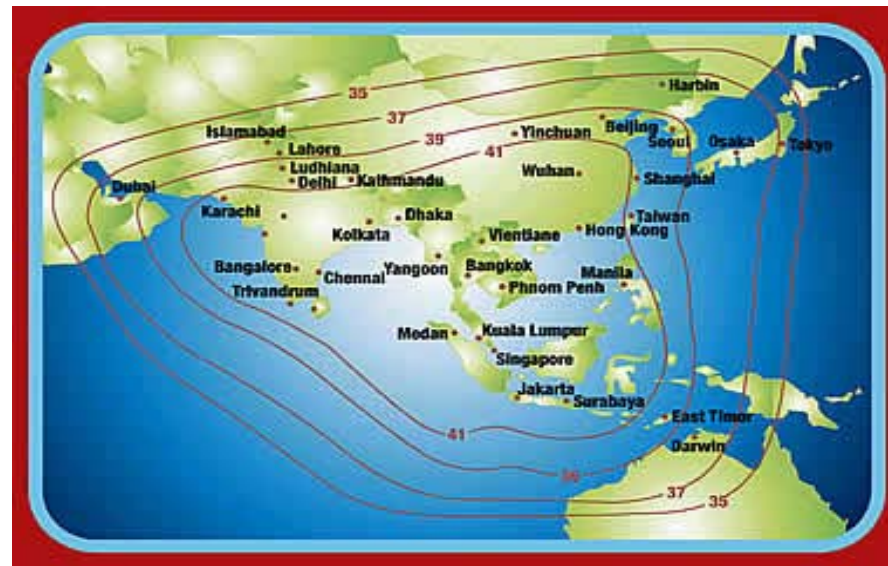 35
Harbin
37
Islamabad
39
Yinchuan
Beijing
Lahore
Seoul
Osaka
Tokyo
41
Ludhiana
Wuhan
Delhi
Kathmandu
Shanghai
Dubai
Karachi
Dhaka
Taiwan
Kolkata
Vientiane
Hong Kong
Bangalore
Chennai
Yangoon
Bangkok
Manila
Trivandrum
Phnom Penh
Medan
Kuala Lumpur
Singapore
Jakarta
Surabaya
East Timor
41
Darwin
37
35